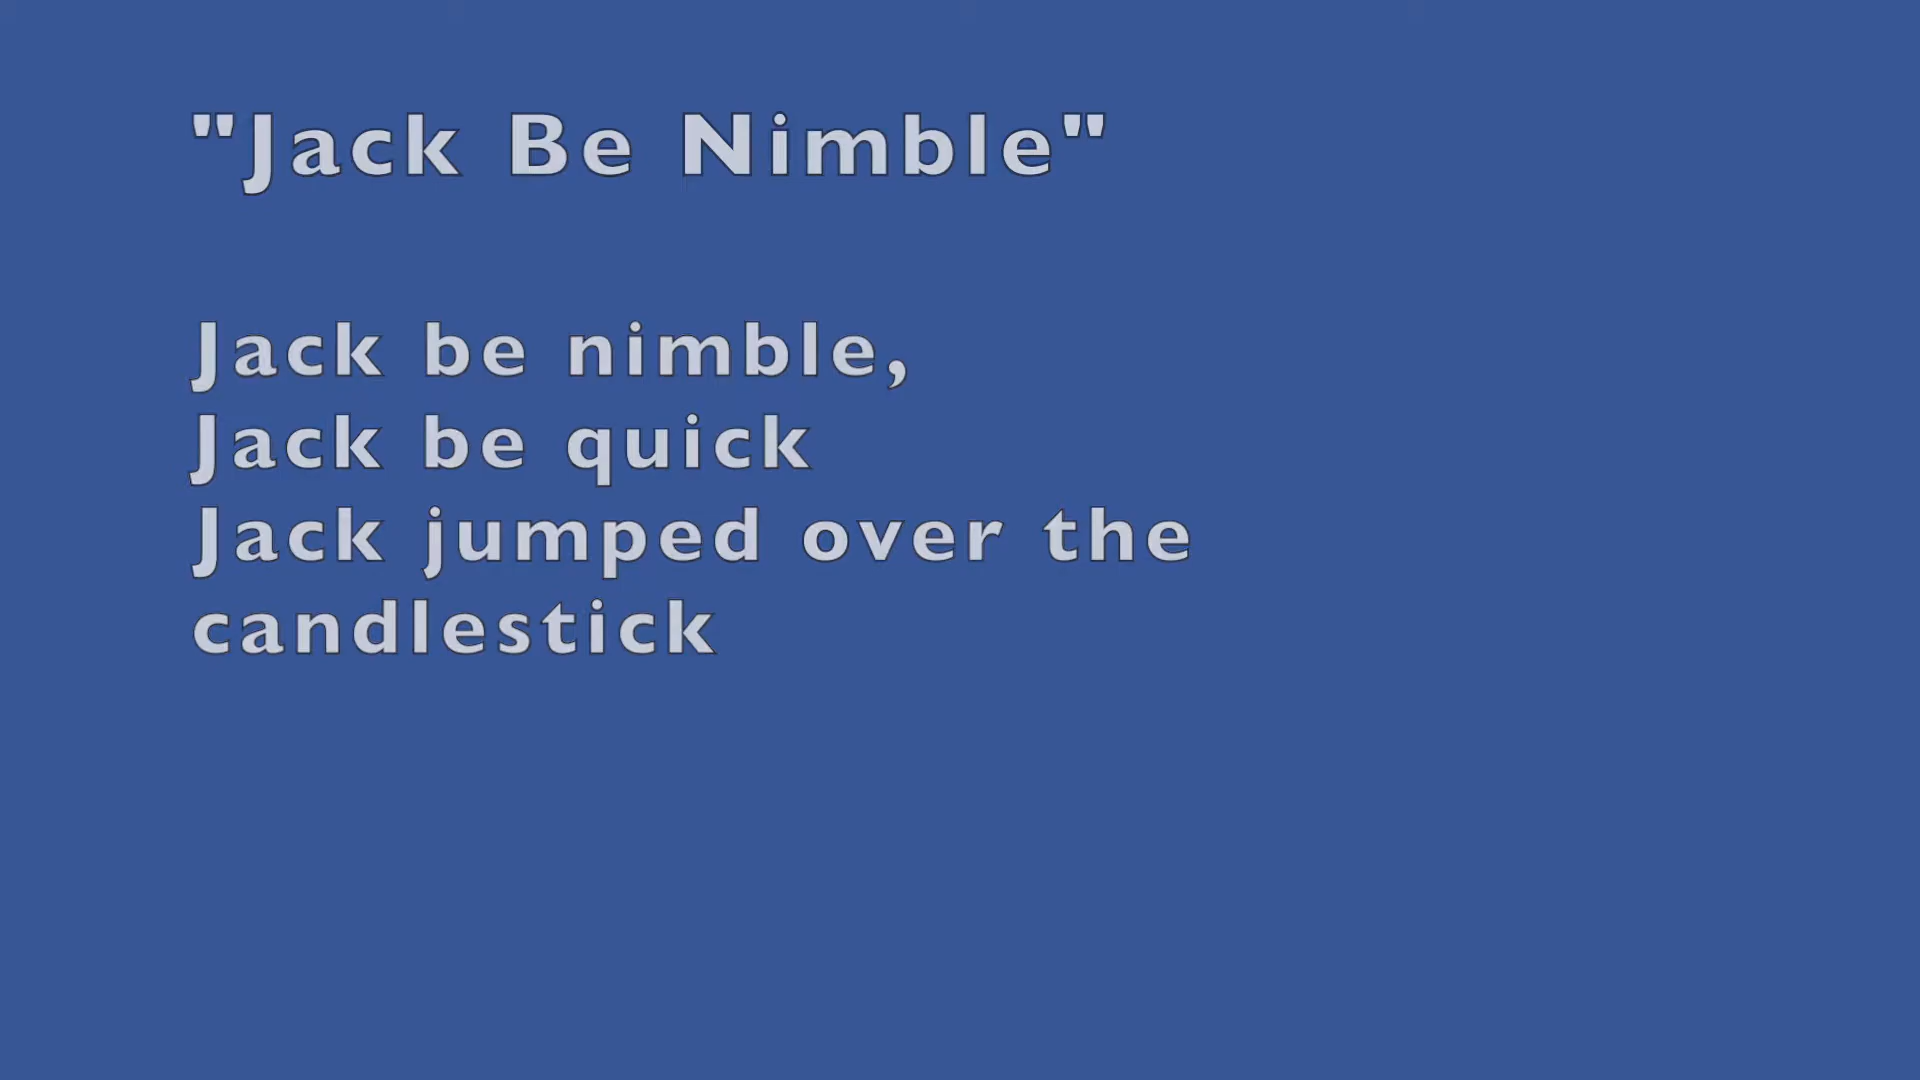 "Jack Be Nimble"
Jack be nimble,
Jack be quick
Jack jumped over the
candlestick